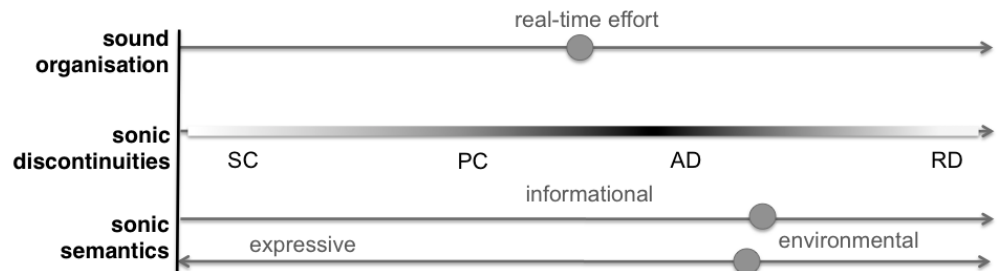 real-time effort
sound
organisation
sonic
discontinuities
SC PC AD RD
informational
sonic
semantics
expressive environmental